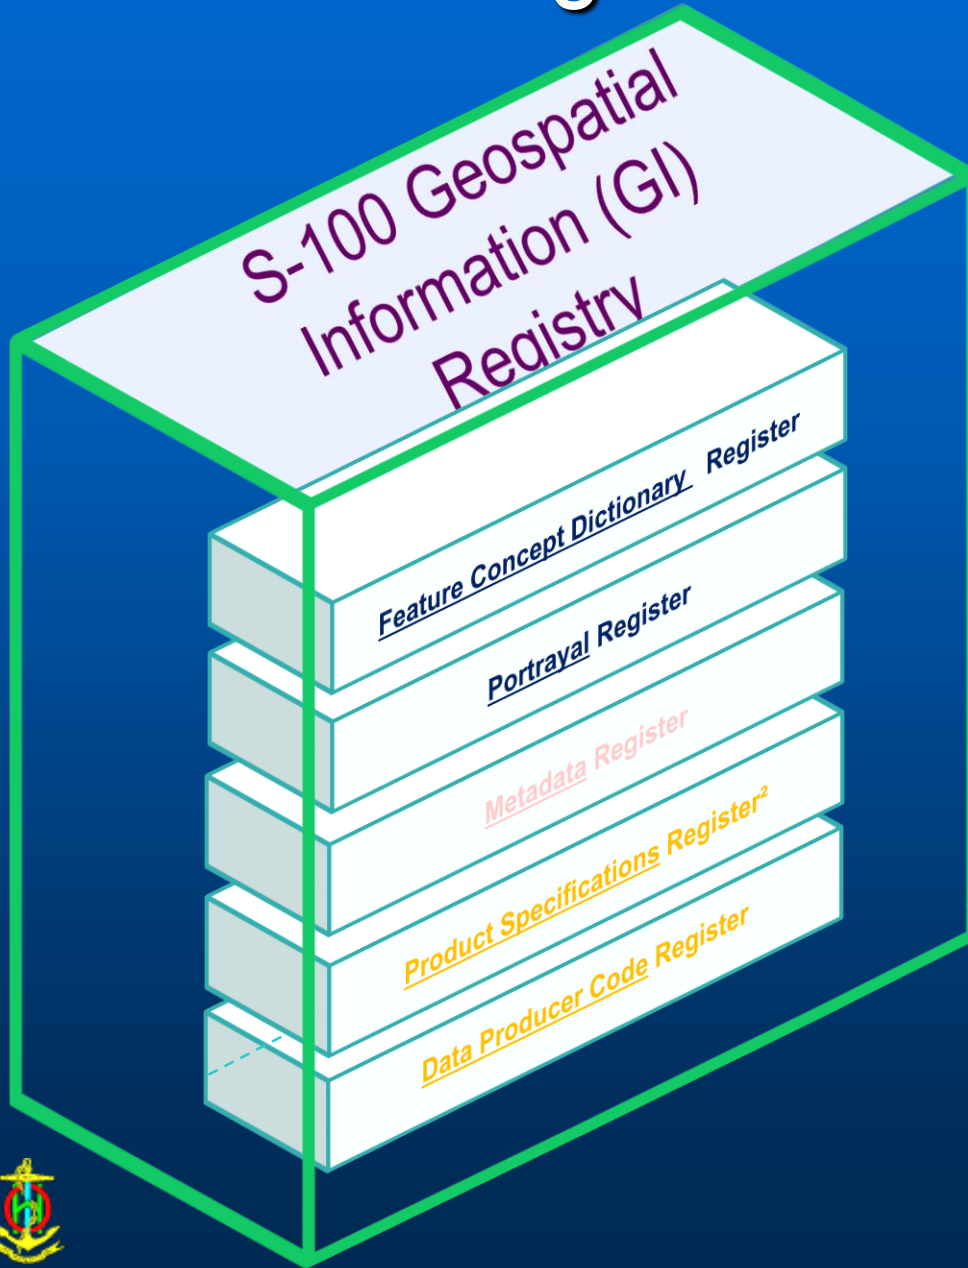 S-100 Geospatial
Information (GI)
Registry
Feature Concept Dictionary Register
Portrayal Register
Metadata Register
Product Specifications Register²
Data Producer Code Register